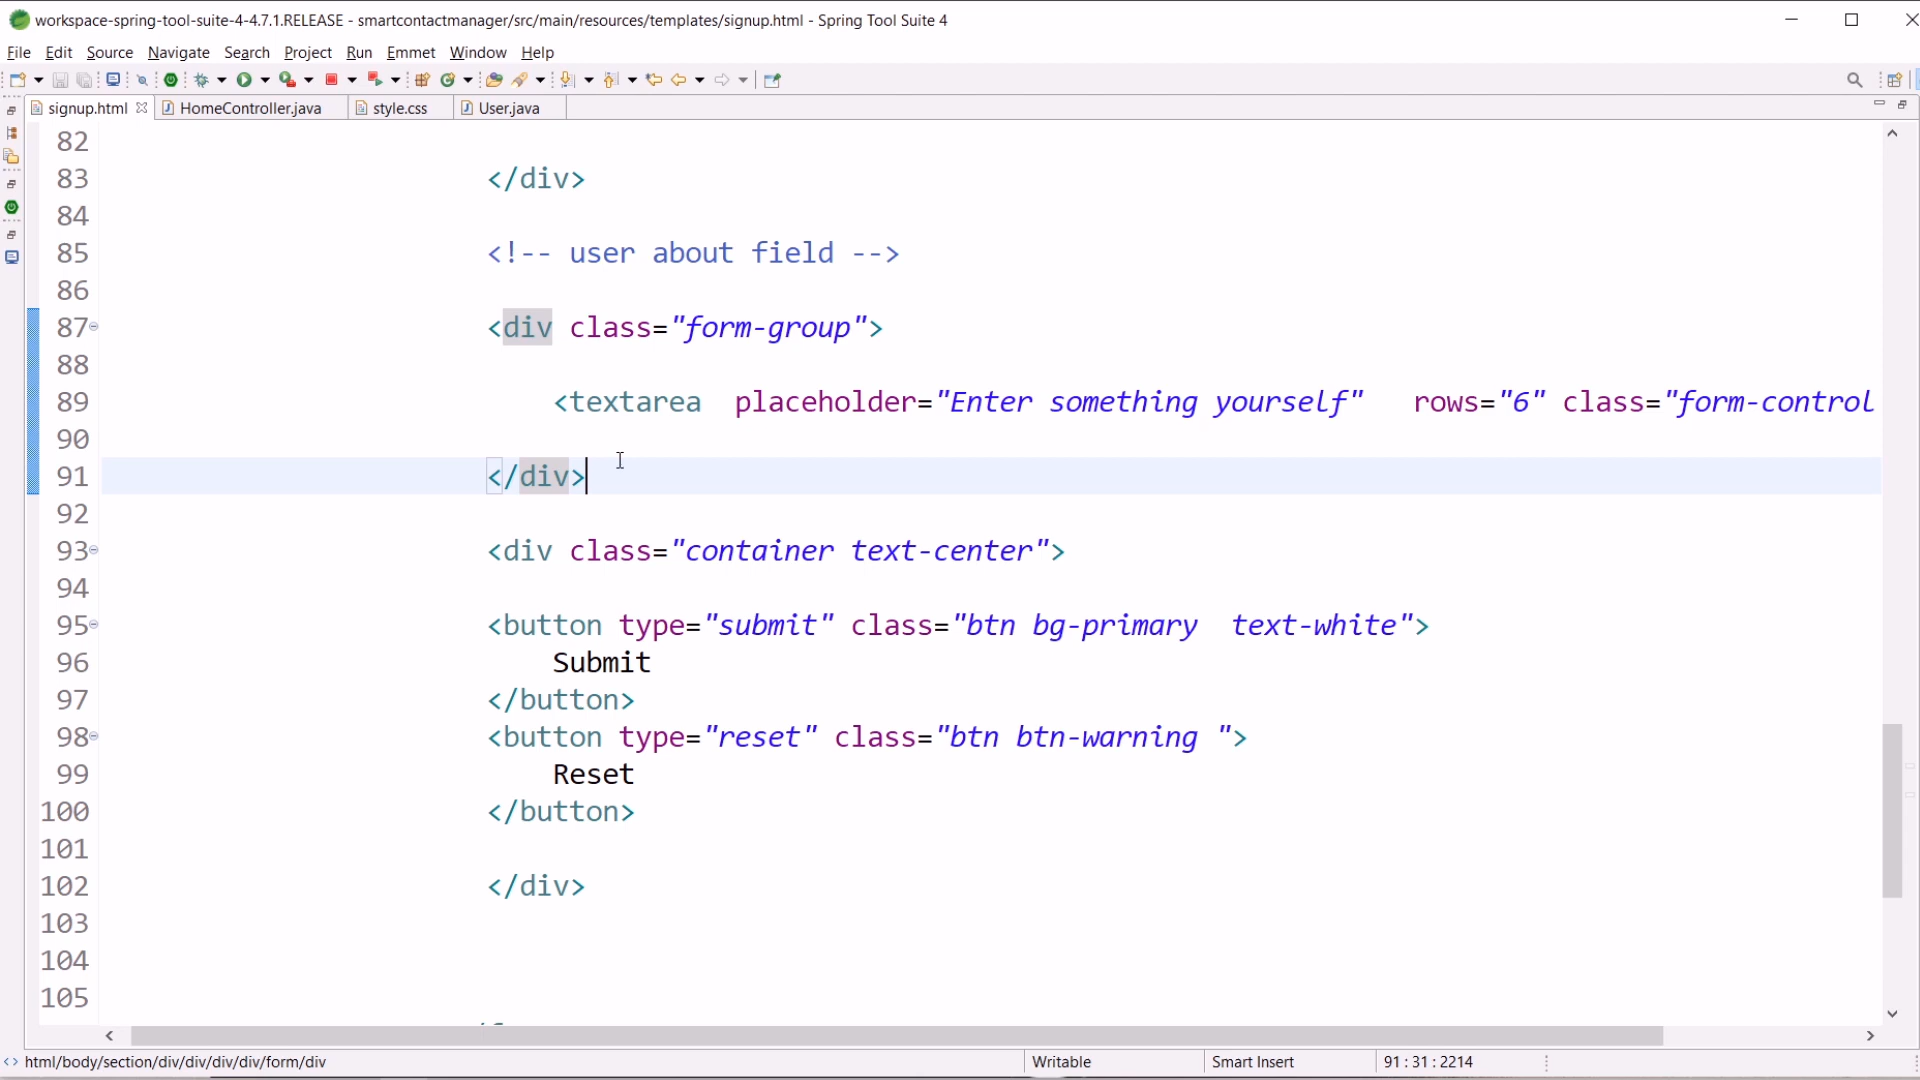 workspace-spring-tool-suite-4-4.7.1.RELEASE - smartcontactmanager/src/main/resources/templates/signup.html - Spring Tool Suite 4
File Edit Source Navigate Search Project Run Emmet Window Help
signup.html HomeController.java style.css User.java
82
83 </div>
84
85 <!-- user about field -->
86
87 <div class="form-group">
88
89 <textarea placeholder="Enter something yourself" rows="6" class="form-control
90
91 </div>
92
93 <div class="container text-center">
94
95 <button type="submit" class="btn bg-primary text-white">
96 Submit
97 </button>
98 <button type="reset" class="btn btn-warning ">
99 Reset
100 </button>
101
102 </div>
103
104
105
html/body/section/div/div/div/div/form/div Writable Smart Insert 91 : 31 : 2214